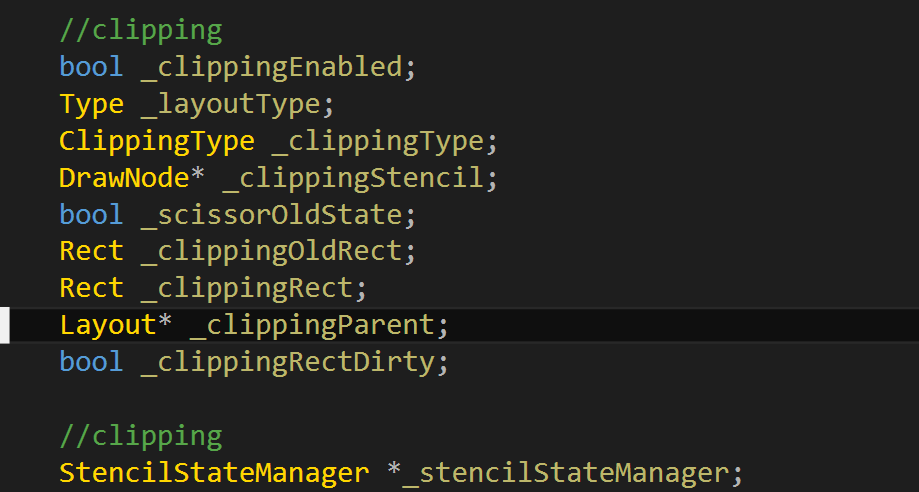 //clipping
bool _clippingEnabled;
Type _layoutType;
ClippingType _clippingType;
DrawNode* _clippingStencil;
bool _scissorOldState;
Rect _clippingOldRect;
Rect _clippingRect;
Layout* _clippingParent;
bool _clippingRectDirty;
//clipping
StencilStateManager *_stencilStateManager;